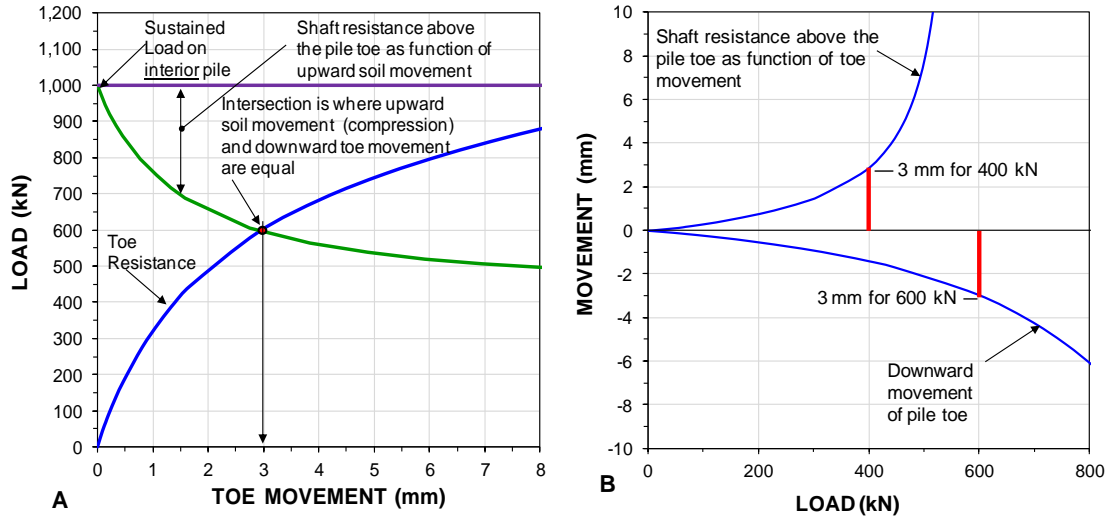 1,200
1,100
1,000
900
800
700
600
500
400
300
200
100
0
LOAD (kN)
Sustained
Load on
interior pile
Shaft resistance above
the pile toe as function of
upward soil movement
Intersection is where upward
soil movement (compression)
and downward toe movement
are equal
Toe
Resistance
0 1 2 3 4 5 6 7 8
A
TOE MOVEMENT (mm)
10
8
6
4
2
0
-2
-4
-6
-8
-10
MOVEMENT (mm)
Shaft resistance above the
pile toe as function of toe
movement
3 mm for 400 kN
3 mm for 600 kN
Downward
movement
of pile toe
0 200 400 600 800
B
LOAD (kN)